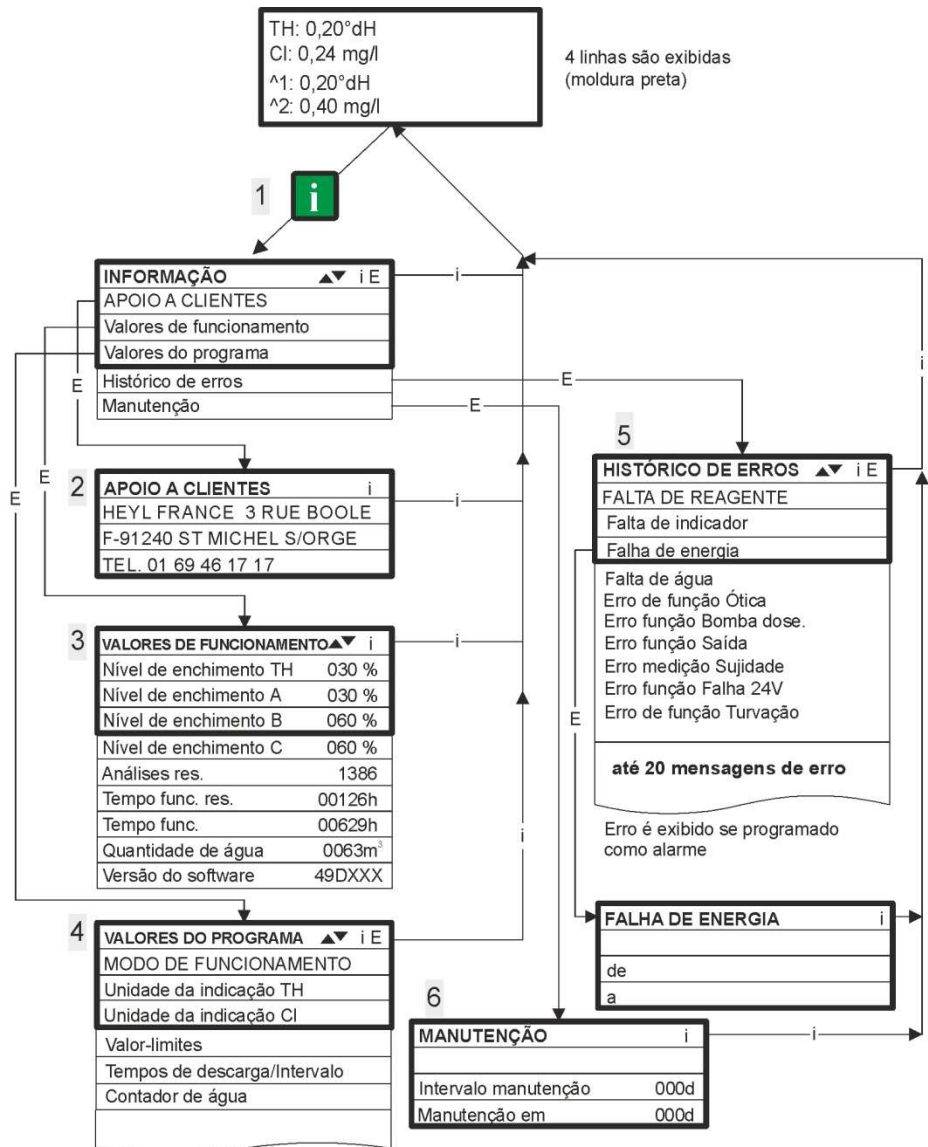 TH: 0,20°dH
Cl: 0,24 mg/l
^1: 0,20°dH
^2: 0,40 mg/l
4 linhas são exibidas
(moldura preta)
1
i
INFORMAÇÃO ▲▼ i E
APOIO A CLIENTES
Valores de funcionamento
Valores do programa
Histórico de erros
Manutenção
i
i
E
E
E
E
E
2
APOIO A CLIENTES i
HEYL FRANCE 3 RUE BOOLE
F-91240 ST MICHEL S/ORGE
TEL. 01 69 46 17 17
i
3
VALORES DE FUNCIONAMENTO ▲▼ i
Nível de enchimento TH 030 %
Nível de enchimento A 030 %
Nível de enchimento B 060 %
Nível de enchimento C 060 %
Análises res. 1386
Tempo func. res. 00126h
Tempo func. 00629h
Quantidade de água 0063m³
Versão do software 49DXXX
i
i
4
VALORES DO PROGRAMA ▲▼ i E
MODO DE FUNCIONAMENTO
Unidade da indicação TH
Unidade da indicação Cl
Valor-limites
Tempos de descarga/Intervalo
Contador de água
5
HISTÓRICO DE ERROS ▲▼ i E
FALTA DE REAGENTE
Falta de indicador
Falha de energia
Falta de água
Erro de função Ótica
Erro função Bomba dose.
Erro função Saída
Erro medição Sujidade
Erro função Falha 24V
Erro de função Turvação
até 20 mensagens de erro
Erro é exibido se programado
como alarme
E
FALHA DE ENERGIA i
de
a
6
MANUTENÇÃO i
Intervalo manutenção 000d
Manutenção em 000d
i